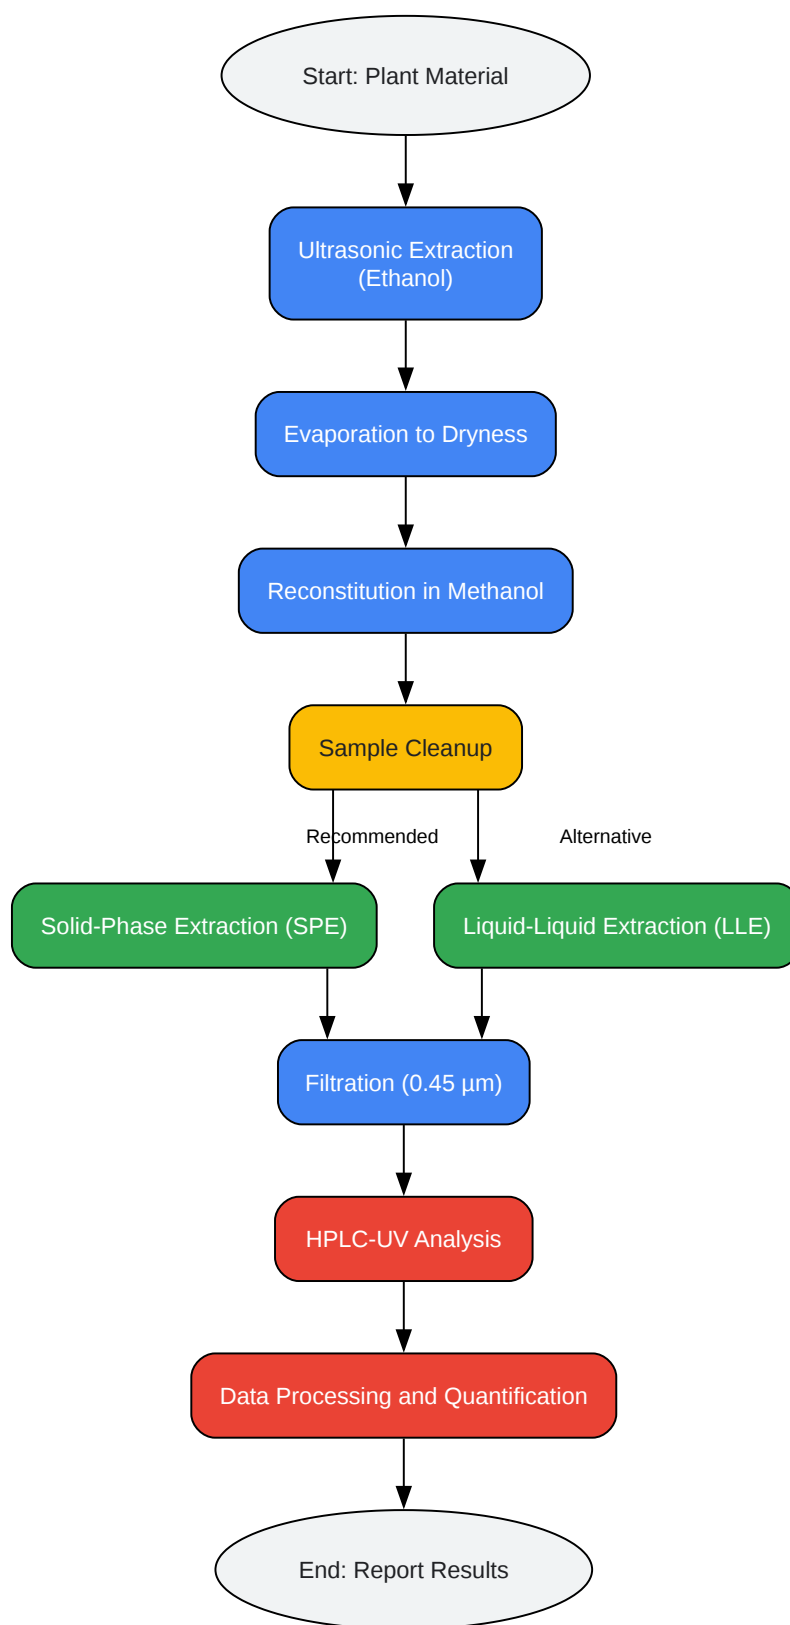 Start: Plant Material
Ultrasonic Extraction
(Ethanol)
Evaporation to Dryness
Reconstitution in Methanol
Sample Cleanup
Recommended
Alternative
Solid-Phase Extraction (SPE)
Liquid-Liquid Extraction (LLE)
Filtration (0.45 µm)
HPLC-UV Analysis
Data Processing and Quantification
End: Report Results